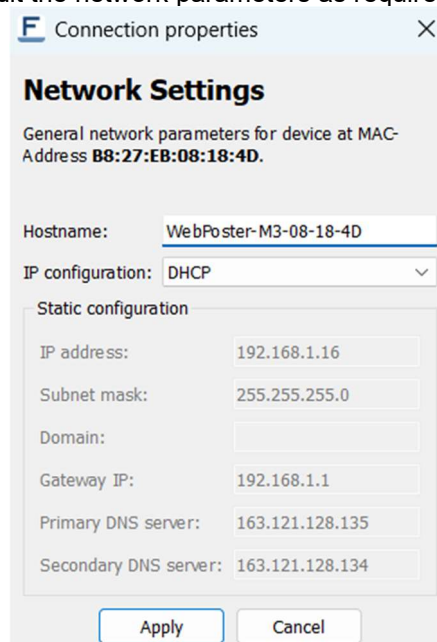 dit the network parameters as require
F Connection properties
Network Settings
General network parameters for device at MAC-
Address B8:27:EB:08:18:4D.
Hostname: WebPoster-M3-08-18-4D
IP configuration: DHCP
Static configuration
IP address: 192.168.1.16
Subnet mask: 255.255.255.0
Domain:
Gateway IP: 192.168.1.1
Primary DNS server: 163.121.128.135
Secondary DNS server: 163.121.128.134
Apply Cancel